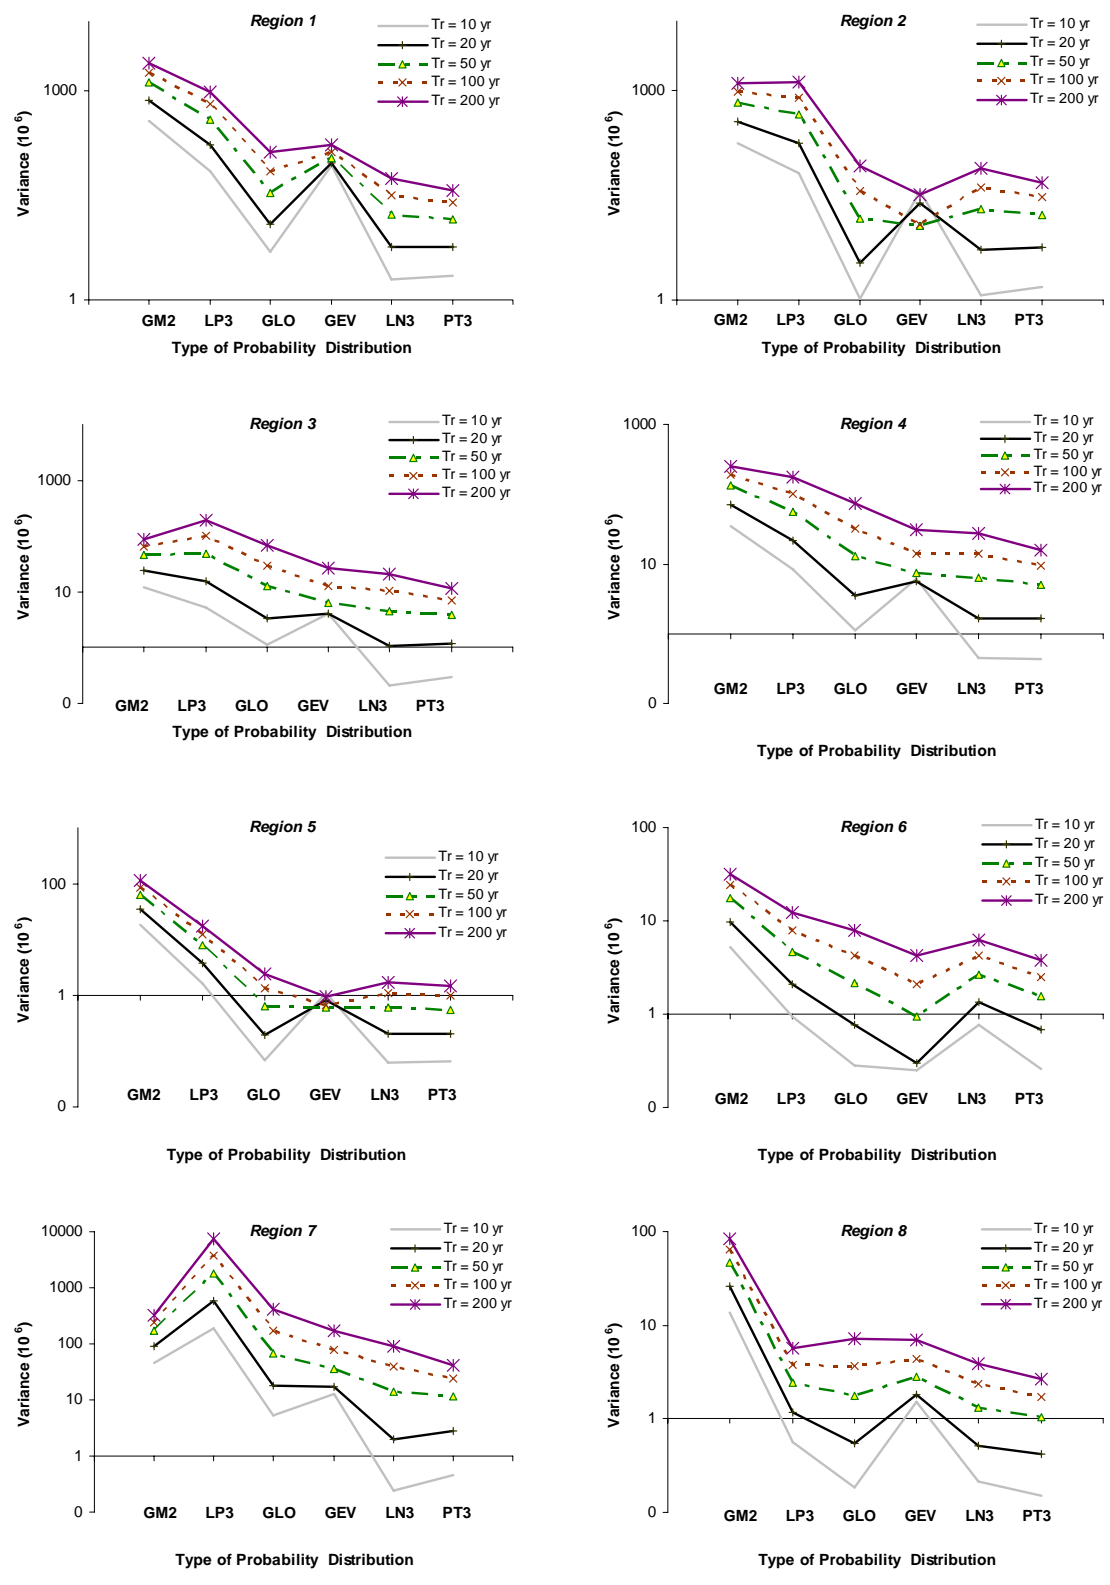 Region 1
Tr = 10 yr
Tr = 20 yr
Tr = 50 yr
Tr = 100 yr
Tr = 200 yr
Variance (10^6)
1000
1
GM2 LP3 GLO GEV LN3 PT3
Type of Probability Distribution
Region 2
Tr = 10 yr
Tr = 20 yr
Tr = 50 yr
Tr = 100 yr
Tr = 200 yr
Variance (10^6)
1000
1
GM2 LP3 GLO GEV LN3 PT3
Type of Probability Distribution
Region 3
Tr = 10 yr
Tr = 20 yr
Tr = 50 yr
Tr = 100 yr
Tr = 200 yr
Variance (10^6)
1000
10
0
GM2 LP3 GLO GEV LN3 PT3
Type of Probability Distribution
Region 4
Tr = 10 yr
Tr = 20 yr
Tr = 50 yr
Tr = 100 yr
Tr = 200 yr
Variance (10^6)
1000
10
0
GM2 LP3 GLO GEV LN3 PT3
Type of Probability Distribution
Region 5
Tr = 10 yr
Tr = 20 yr
Tr = 50 yr
Tr = 100 yr
Tr = 200 yr
Variance (10^6)
100
1
0
GM2 LP3 GLO GEV LN3 PT3
Type of Probability Distribution
Region 6
Tr = 10 yr
Tr = 20 yr
Tr = 50 yr
Tr = 100 yr
Tr = 200 yr
Variance (10^6)
100
10
1
0
GM2 LP3 GLO GEV LN3 PT3
Type of Probability Distribution
Region 7
Tr = 10 yr
Tr = 20 yr
Tr = 50 yr
Tr = 100 yr
Tr = 200 yr
Variance (10^6)
10000
1000
100
10
1
0
GM2 LP3 GLO GEV LN3 PT3
Type of Probability Distribution
Region 8
Tr = 10 yr
Tr = 20 yr
Tr = 50 yr
Tr = 100 yr
Tr = 200 yr
Variance (10^6)
100
10
1
0
GM2 LP3 GLO GEV LN3 PT3
Type of Probability Distribution